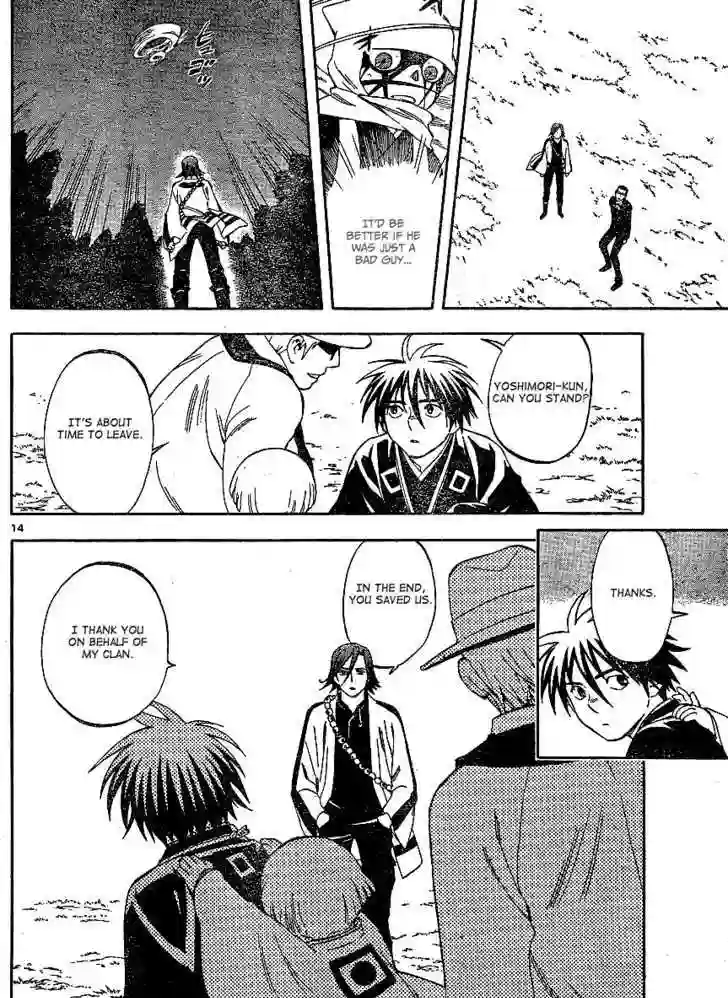 IT'D BE
BETTER IF HE
WAS JUST A
BAD GUY...
YOSHIMORI-KUN,
CAN YOU STAND?
IT'S ABOUT
TIME TO LEAVE.
14
THANKS.
IN THE END,
YOU SAVED US.
I THANK YOU
ON BEHALF OF
MY CLAN.